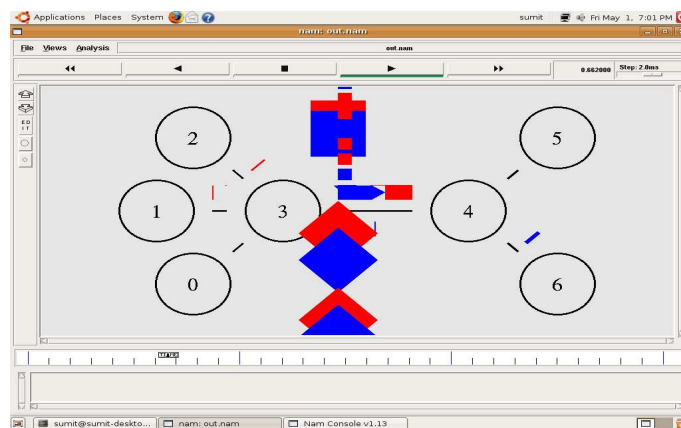 Applications Places System
sumit Fri May 1, 7:01 PM
nam: out.nam
File Views Analysis out.nam
0.662000 Step: 2.0ms
ED
IT
2
5
1
3
4
0
6
sumit@sumit-deskto... nam: out.nam Nam Console v1.13